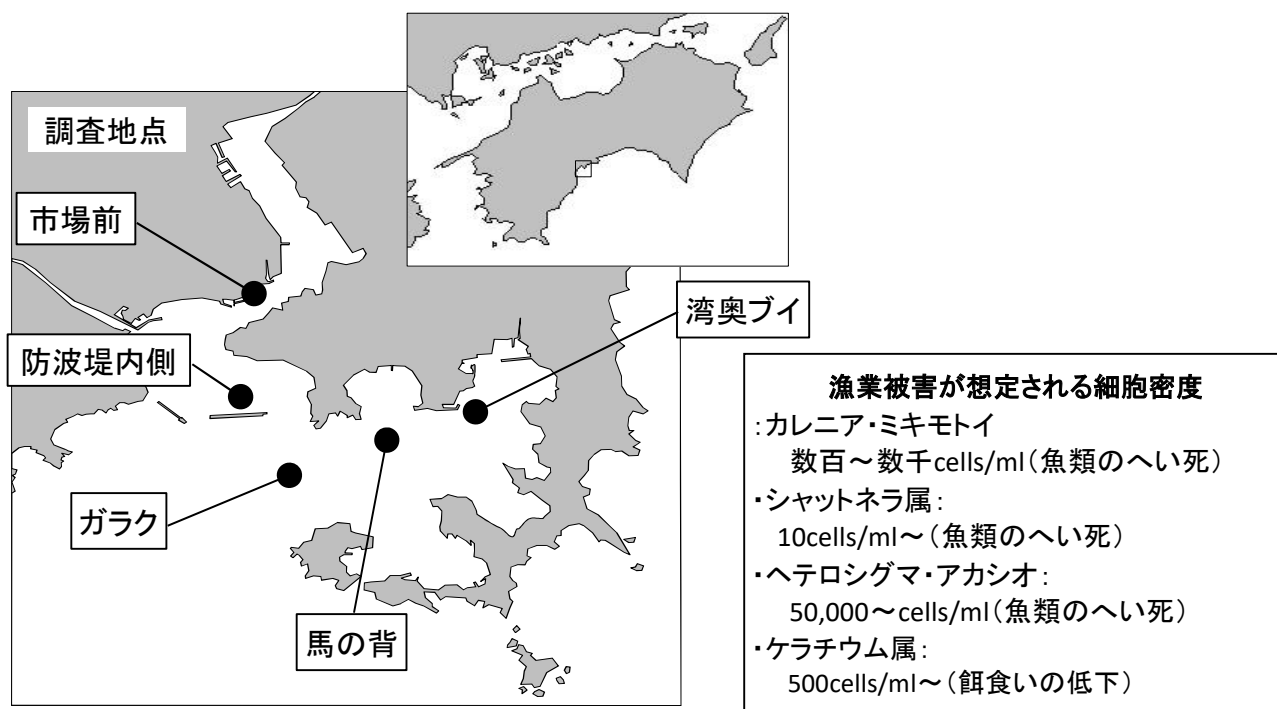 調査地点
市場前
湾奥ブイ
防波堤内側
ガラク
馬の背
漁業被害が想定される細胞密度
:カレニア・ミキモトイ
数百～数千cells/ml(魚類のへい死)
・シャットネラ属:
10cells/ml～(魚類のへい死)
・ヘテロシグマ・アカシオ:
50,000～cells/ml(魚類のへい死)
・ケラチウム属:
500cells/ml～(餌食いの低下)